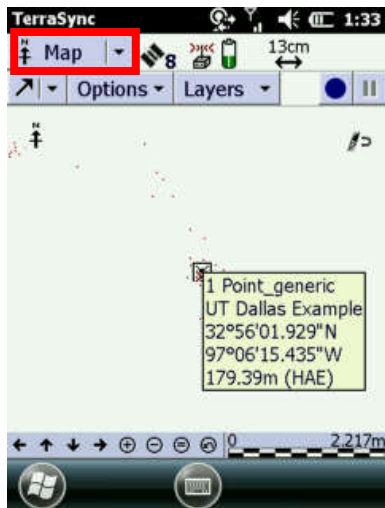 TerraSync 1:33
Map 8 13cm
Options Layers
N
1 Point_generic
UT Dallas Example
32°56'01.929"N
97°06'15.435"W
179.39m (HAE)
0 2.217m